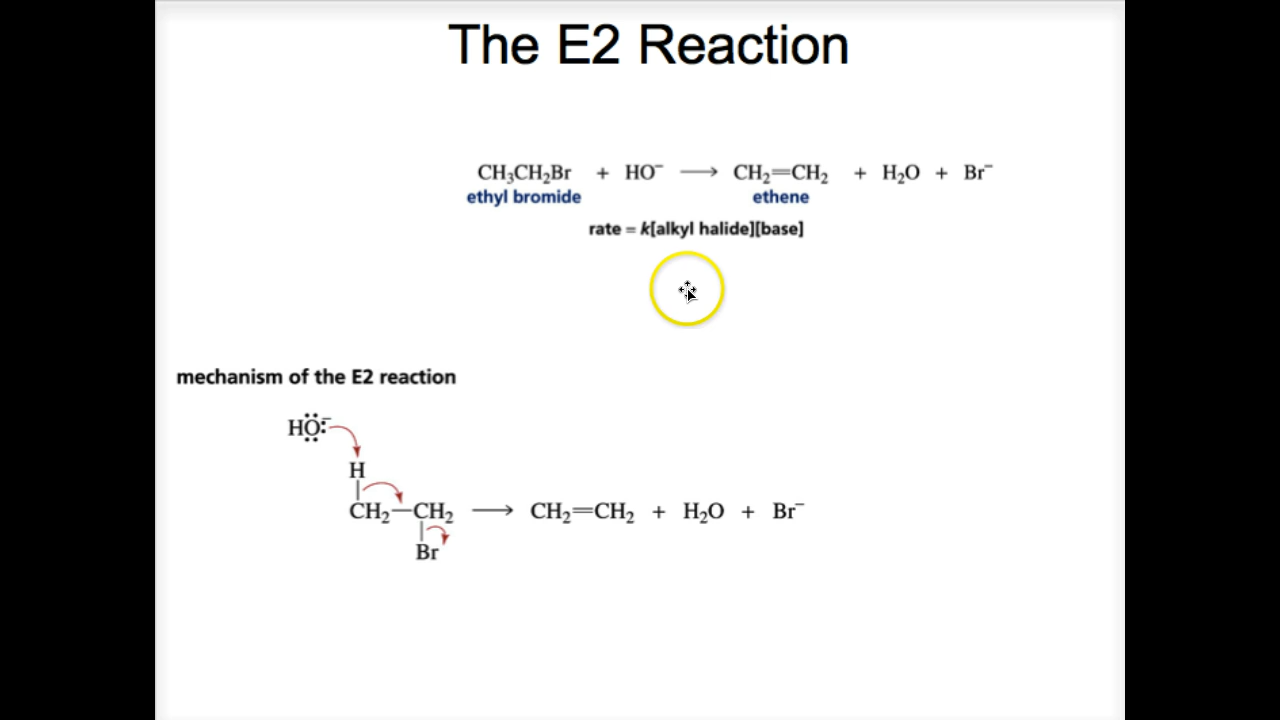 The E2 Reaction
CH₃CH₂Br + HO⁻ ⟶ CH₂=CH₂ + H₂O + Br⁻
ethyl bromide ethene
rate = k[alkyl halide][base]
mechanism of the E2 reaction
HÖ:⁻
H
CH₂—CH₂ ⟶ CH₂=CH₂ + H₂O + Br⁻
Br